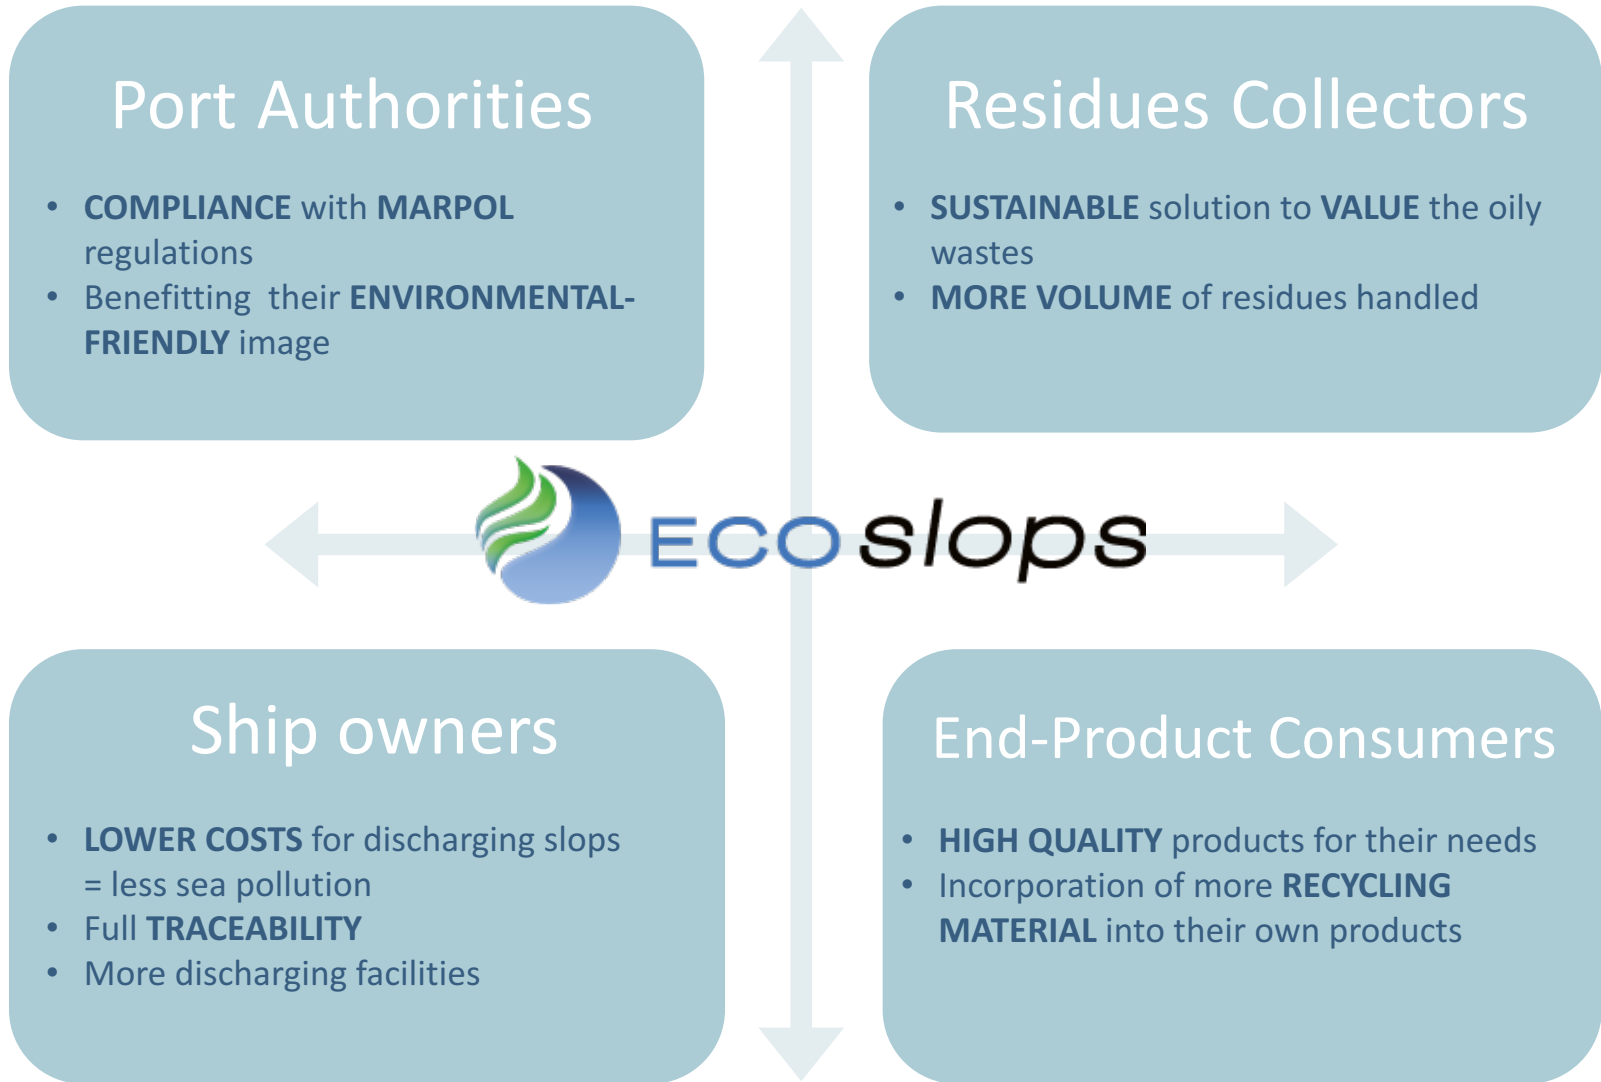 Port Authorities
• COMPLIANCE with MARPOL
regulations
• Benefitting  their ENVIRONMENTAL-
FRIENDLY image
Residues Collectors
• SUSTAINABLE solution to VALUE the oily
wastes
• MORE VOLUME of residues handled
ECOslops
Ship owners
• LOWER COSTS for discharging slops
= less sea pollution
• Full TRACEABILITY
• More discharging facilities
End-Product Consumers
• HIGH QUALITY products for their needs
• Incorporation of more RECYCLING
MATERIAL into their own products